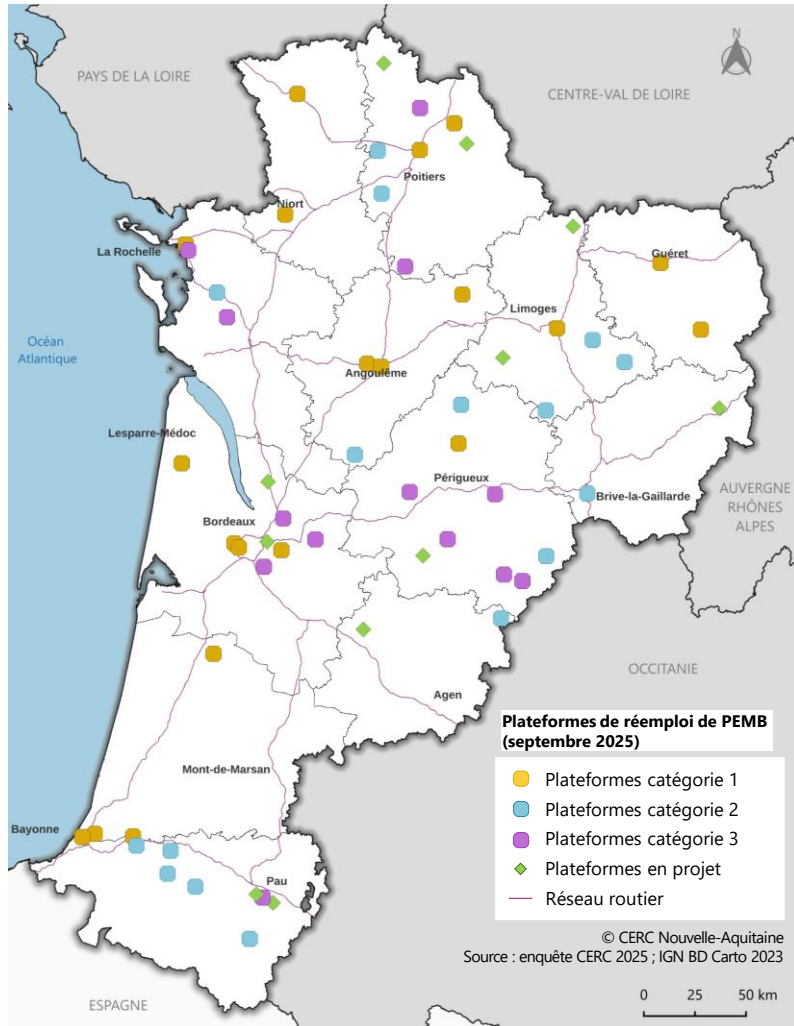 N
PAYS DE LA LOIRE
CENTRE-VAL DE LOIRE
Poitiers
Niort
La Rochelle
Guéret
Limoges
Océan
Atlantique
Angoulême
Lesparre-Médoc
Périgueux
Brive-la-Gaillarde
AUVERGNE
RHÔNES
ALPES
Bordeaux
OCCITANIE
Agen
Mont-de-Marsan
Bayonne
Pau
ESPAGNE
Plateformes de réemploi de PEMB
(septembre 2025)
Plateformes catégorie 1
Plateformes catégorie 2
Plateformes catégorie 3
Plateformes en projet
Réseau routier
© CERC Nouvelle-Aquitaine
Source : enquête CERC 2025 ; IGN BD Carto 2023
0 25 50 km